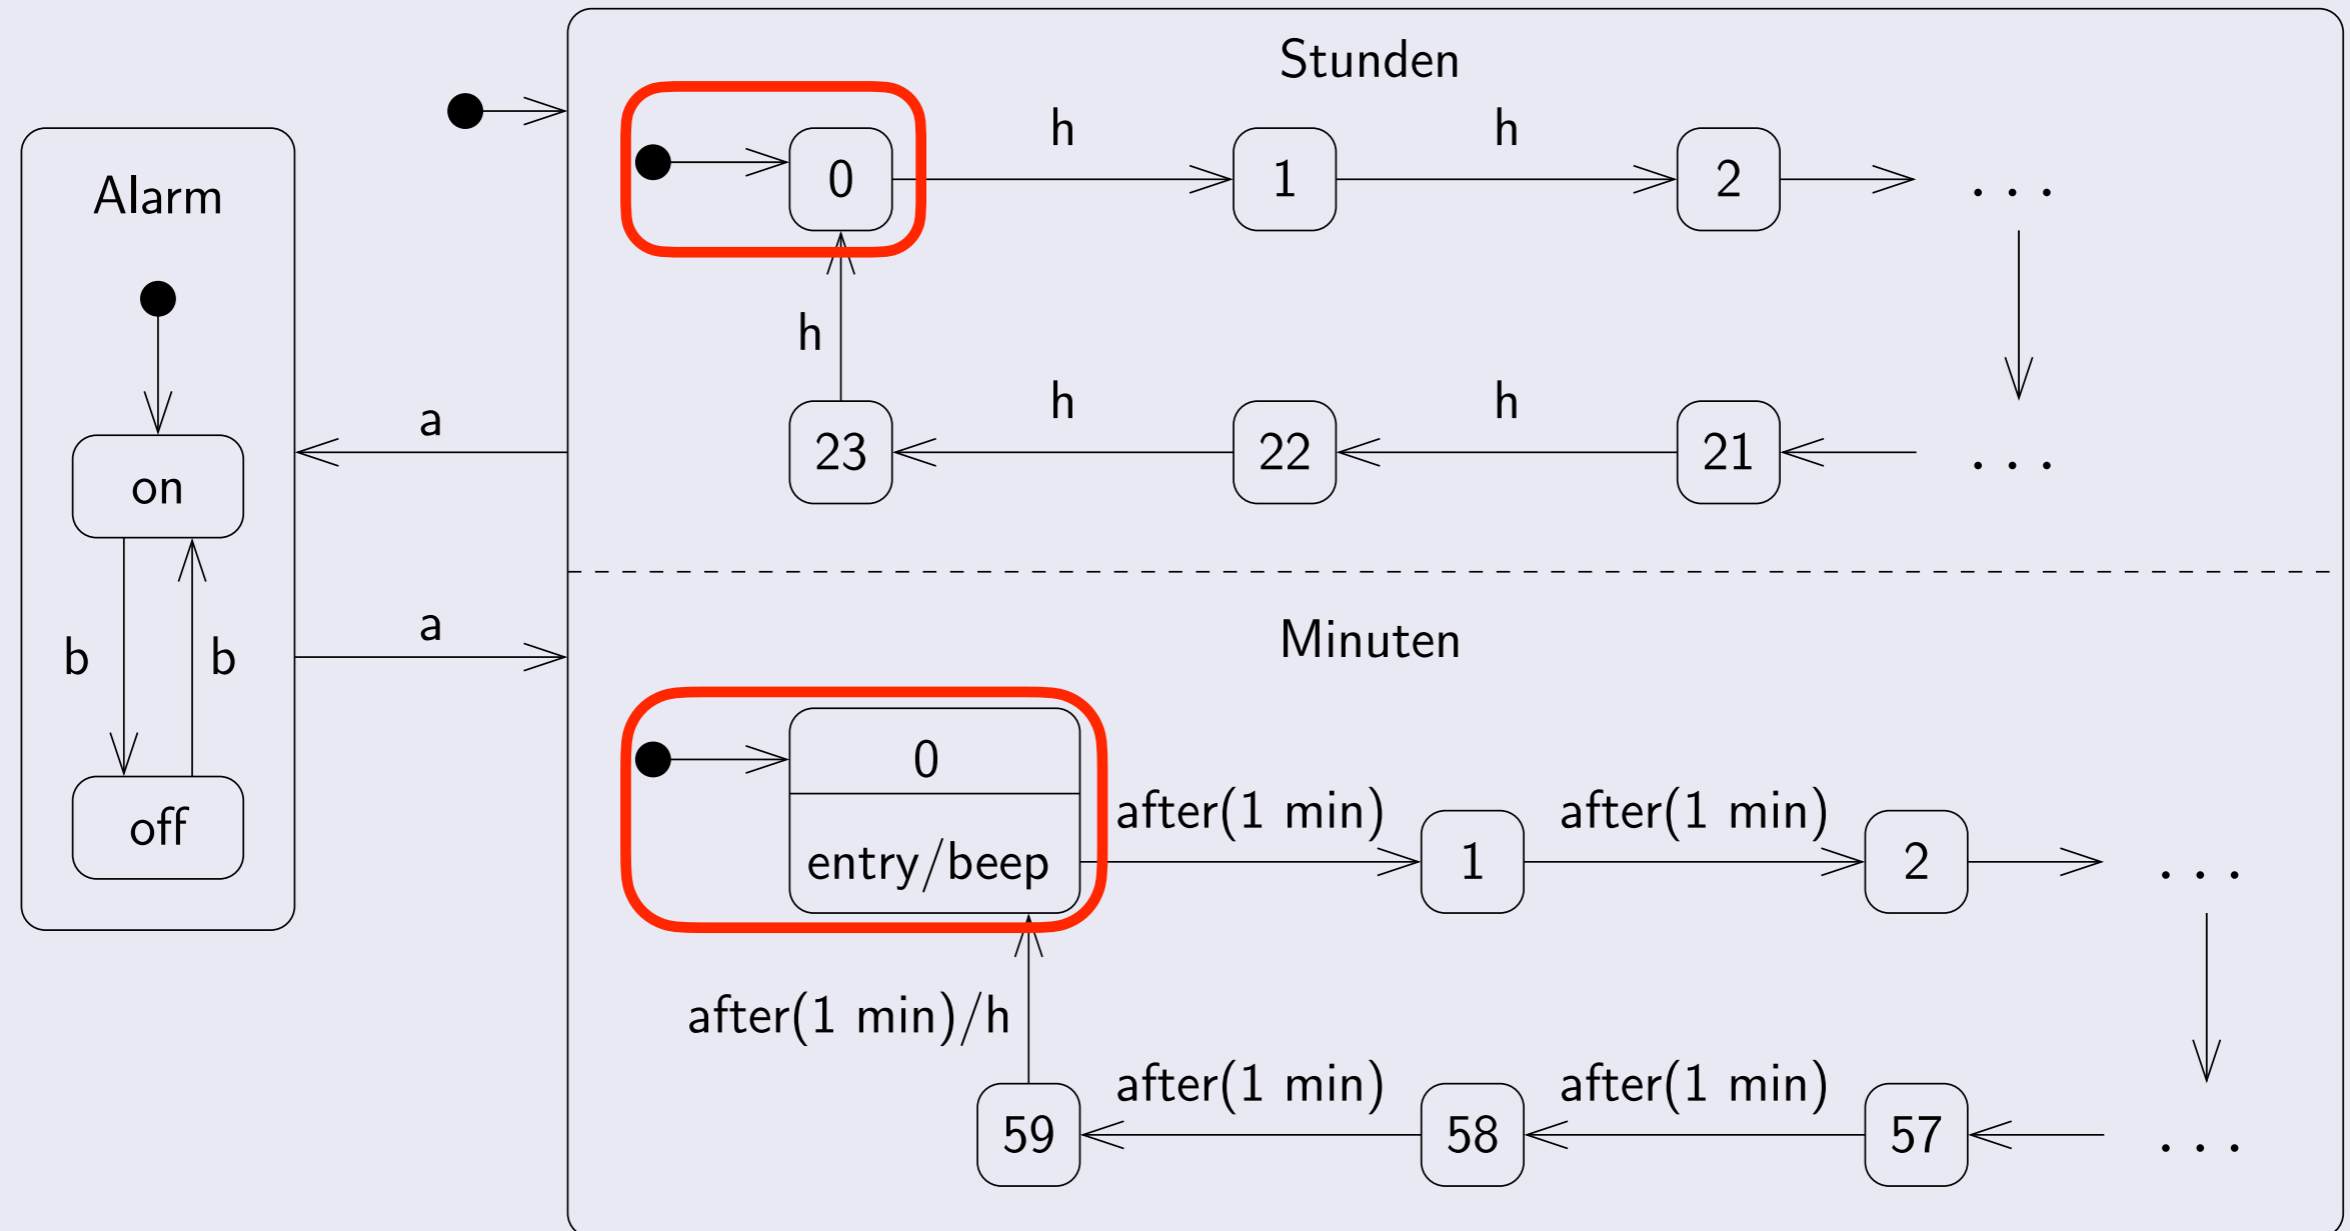 Stunden
h
h
0
1
2
. . .
Alarm
h
a
h
h
23
22
21
. . .
on
a
Minuten
b
b
0
entry/beep
after(1 min)
after(1 min)
1
2
. . .
off
after(1 min)/h
after(1 min)
after(1 min)
59
58
57
. . .